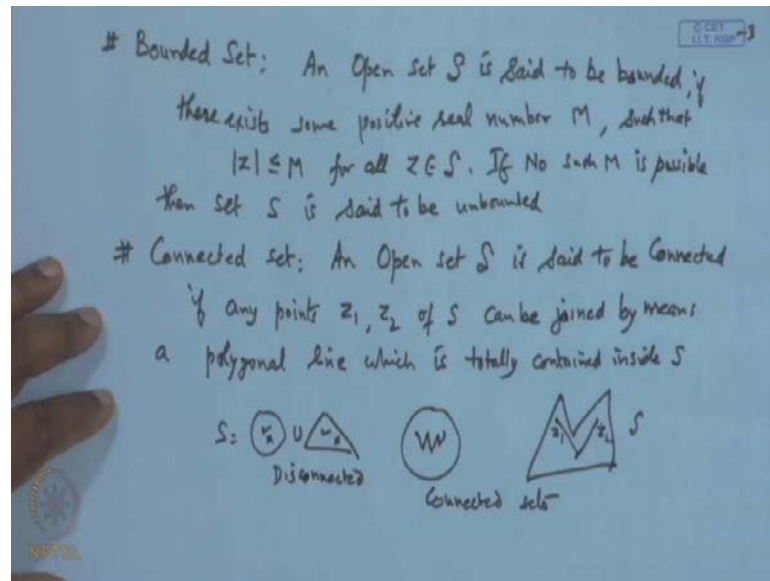 © CET
I.I.T. KGP -3
# Bounded Set: An Open set S is said to be bounded, if
there exists some positive real number M, such that
|z| ≤ M for all z ∈ S. If No such M is possible
then set S is said to be unbounded
# Connected set: An Open set S is said to be Connected
if any points z₁, z₂ of S can be joined by means
a polygonal line which is totally contained inside S
S: U z₁ z₂ S
Disconnected
Connected sets
NPTEL